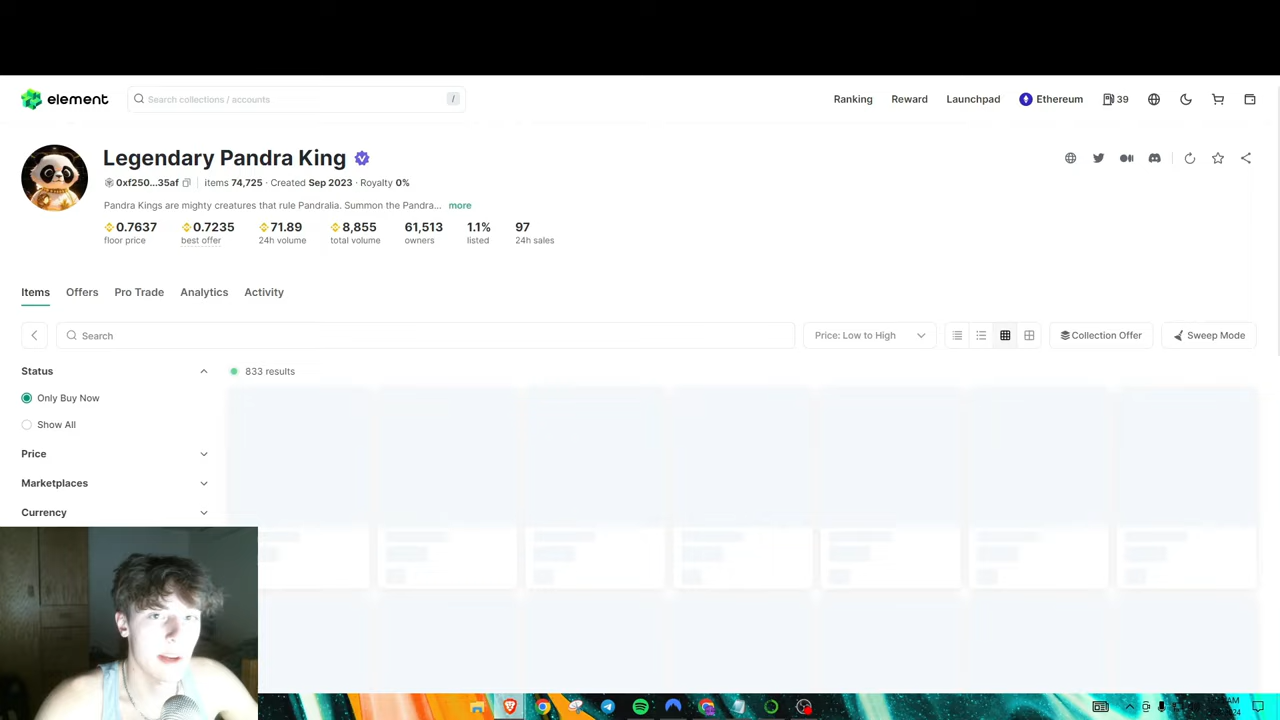 element
Search collections / accounts
/
Ranking
Reward
Launchpad
Ethereum
39
Legendary Pandra King
0xf250...35af items 74,725 · Created Sep 2023 · Royalty 0%
Pandra Kings are mighty creatures that rule Pandralia. Summon the Pandra... more
0.7637
floor price
0.7235
best offer
71.89
24h volume
8,855
total volume
61,513
owners
1.1%
listed
97
24h sales
Items
Offers
Pro Trade
Analytics
Activity
Search
Price: Low to High
Collection Offer
Sweep Mode
Status
833 results
Only Buy Now
Show All
Price
Marketplaces
Currency